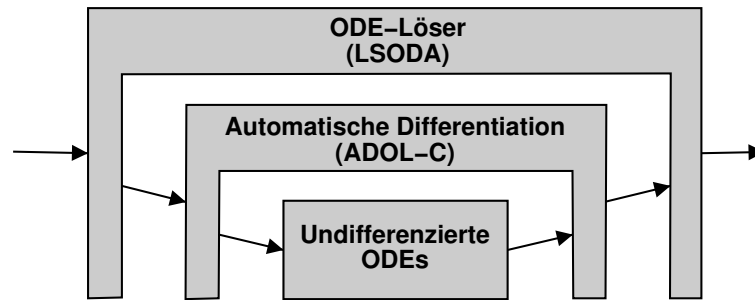 ODE−Löser
(LSODA)
Automatische Differentiation
(ADOL−C)
Undifferenzierte
ODEs